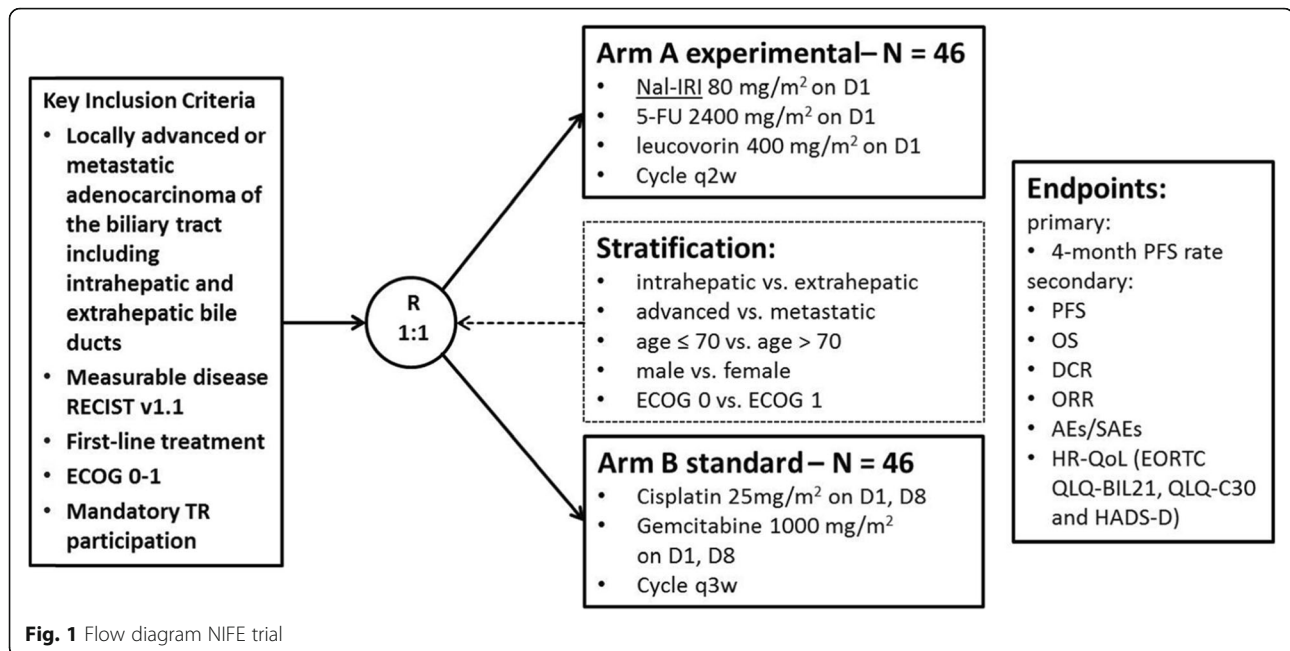 Key Inclusion Criteria
• Locally advanced or
metastatic
adenocarcinoma of
the biliary tract
including
intrahepatic and
extrahepatic bile
ducts
• Measurable disease
RECIST v1.1
• First-line treatment
• ECOG 0-1
• Mandatory TR
participation
R
1:1
Arm A experimental– N = 46
• Nal-IRI 80 mg/m² on D1
• 5-FU 2400 mg/m² on D1
• leucovorin 400 mg/m² on D1
• Cycle q2w
Stratification:
• intrahepatic vs. extrahepatic
• advanced vs. metastatic
• age ≤ 70 vs. age > 70
• male vs. female
• ECOG 0 vs. ECOG 1
Arm B standard – N = 46
• Cisplatin 25mg/m² on D1, D8
• Gemcitabine 1000 mg/m²
on D1, D8
• Cycle q3w
Endpoints:
primary:
• 4-month PFS rate
secondary:
• PFS
• OS
• DCR
• ORR
• AEs/SAEs
• HR-QoL (EORTC
QLQ-BIL21, QLQ-C30
and HADS-D)
Fig. 1 Flow diagram NIFE trial